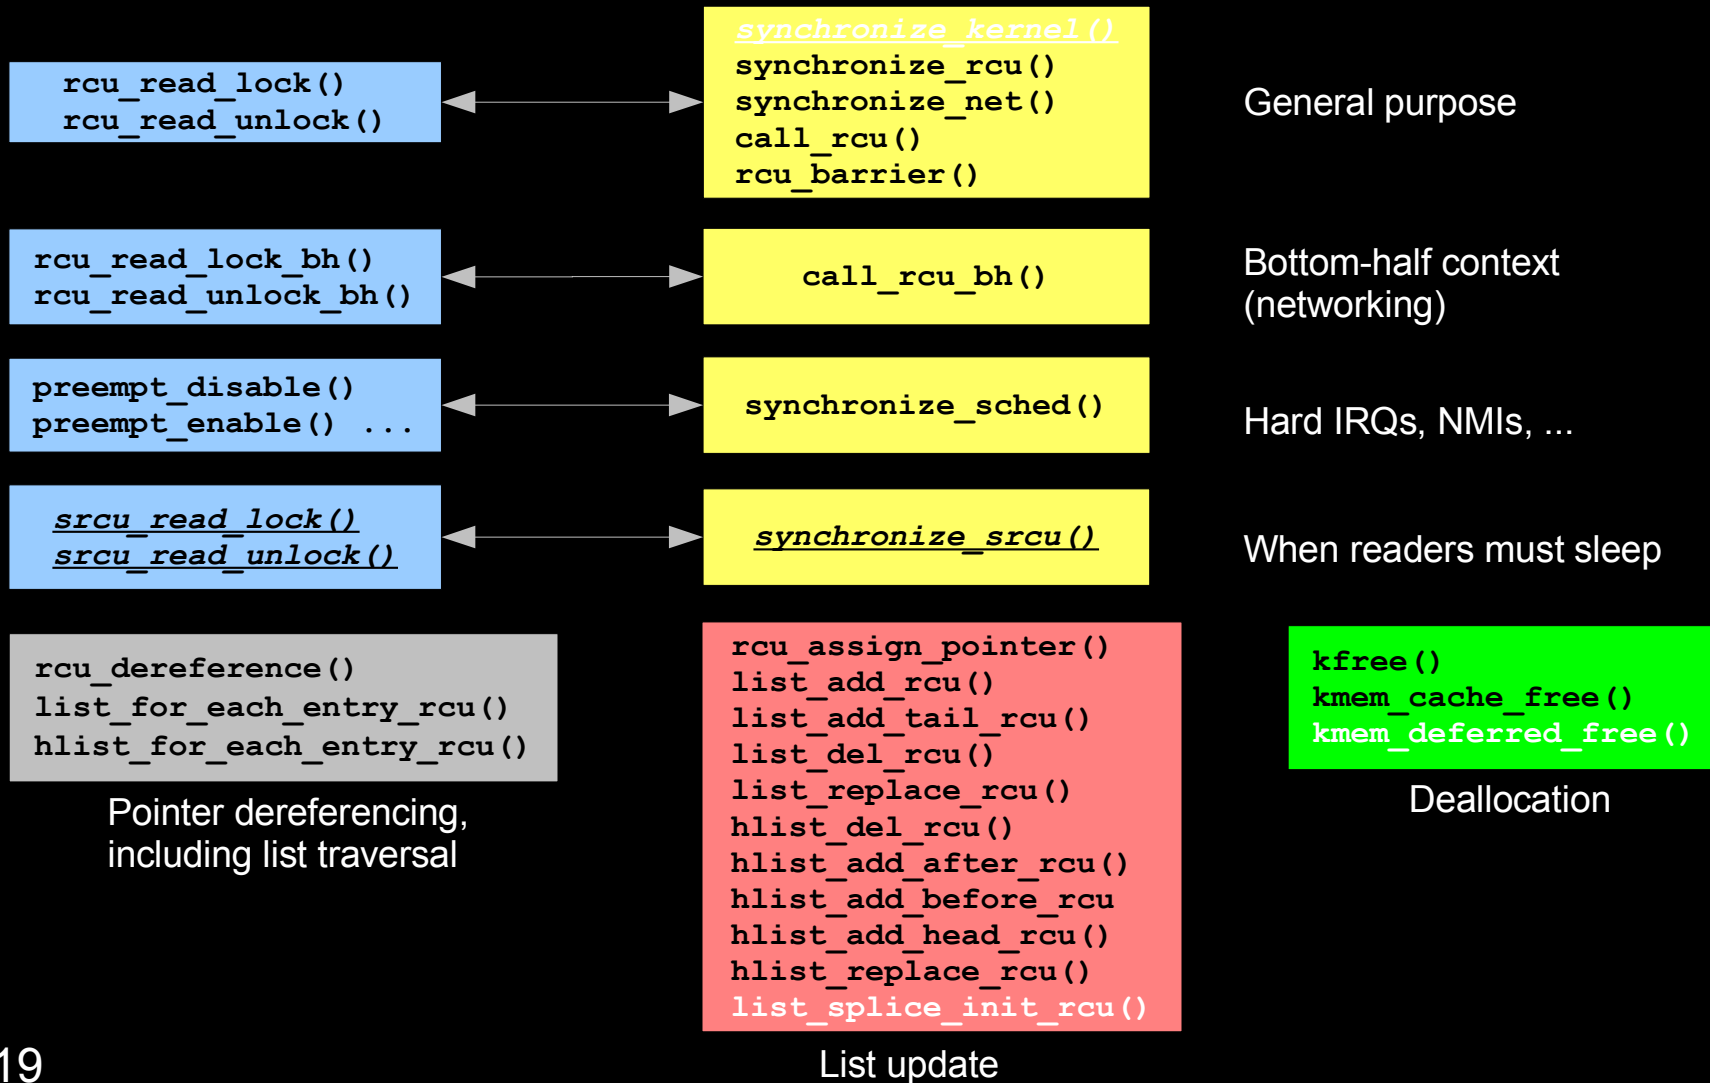 synchronize_kernel()
rcu_read_lock()
rcu_read_unlock()
synchronize_rcu()
synchronize_net()
call_rcu()
rcu_barrier()
General purpose
rcu_read_lock_bh()
rcu_read_unlock_bh()
call_rcu_bh()
Bottom-half context
(networking)
preempt_disable()
preempt_enable() ...
synchronize_sched()
Hard IRQs, NMIs, ...
srcu_read_lock()
srcu_read_unlock()
synchronize_srcu()
When readers must sleep
rcu_dereference()
list_for_each_entry_rcu()
hlist_for_each_entry_rcu()
Pointer dereferencing,
including list traversal
rcu_assign_pointer()
list_add_rcu()
list_add_tail_rcu()
list_del_rcu()
list_replace_rcu()
hlist_del_rcu()
hlist_add_after_rcu()
hlist_add_before_rcu
hlist_add_head_rcu()
hlist_replace_rcu()
list_splice_init_rcu()
List update
kfree()
kmem_cache_free()
kmem_deferred_free()
Deallocation
19